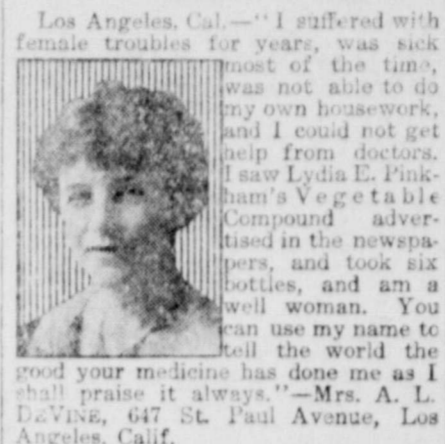 Los Angeles, Cal.—"I suffered with
female troubles for years, was sick
most of the time,
was not able to do
my own housework,
and I could not get
help from doctors.
I saw Lydia E. Pink-
ham's Vegetable
Compound adver-
tised in the newspa-
pers, and took six
bottles, and am a
well woman. You
can use my name to
tell the world the
good your medicine has done me as I
shall praise it always."—Mrs. A. L.
DEVINE, 647 St. Paul Avenue, Los
Angeles, Calif.